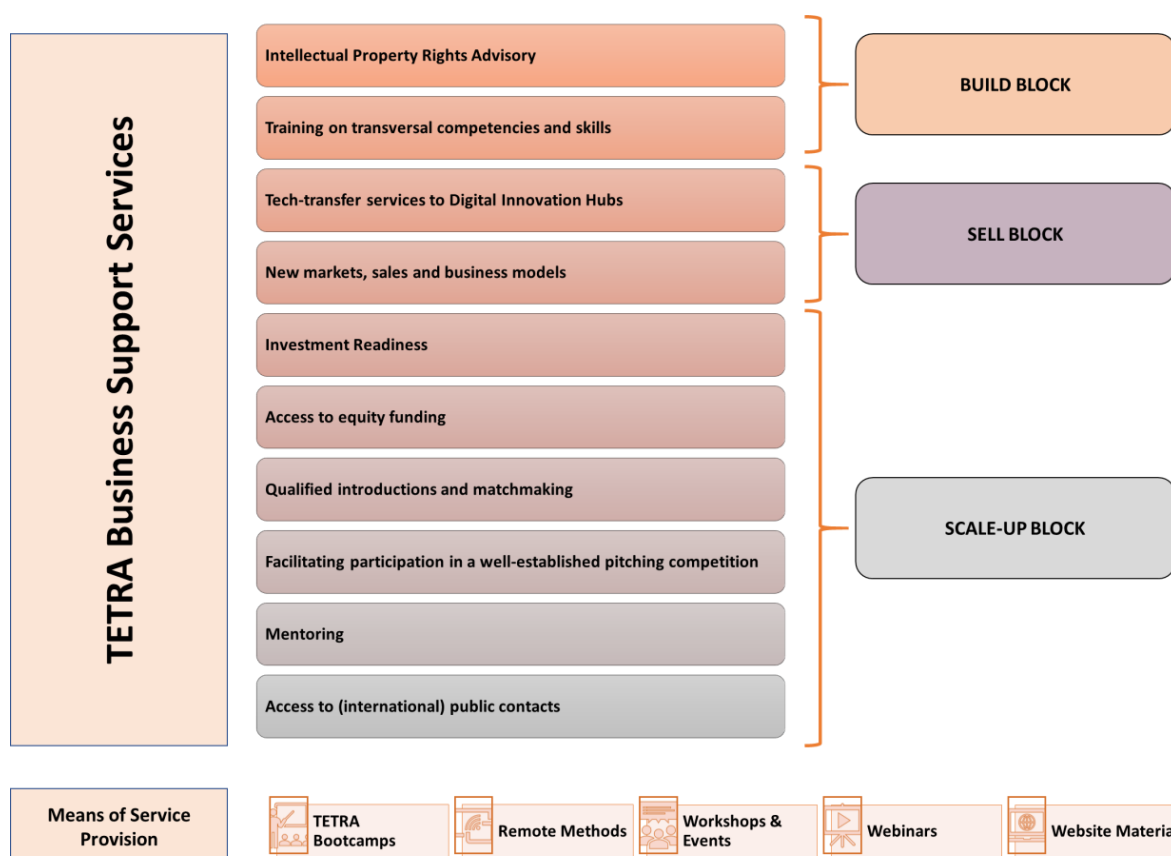 TETRA Business Support Services
Intellectual Property Rights Advisory
Training on transversal competencies and skills
Tech-transfer services to Digital Innovation Hubs
New markets, sales and business models
Investment Readiness
Access to equity funding
Qualified introductions and matchmaking
Facilitating participation in a well-established pitching competition
Mentoring
Access to (international) public contacts
BUILD BLOCK
SELL BLOCK
SCALE-UP BLOCK
Means of Service
Provision
TETRA
Bootcamps
Remote Methods
Workshops &
Events
Webinars
Website Material